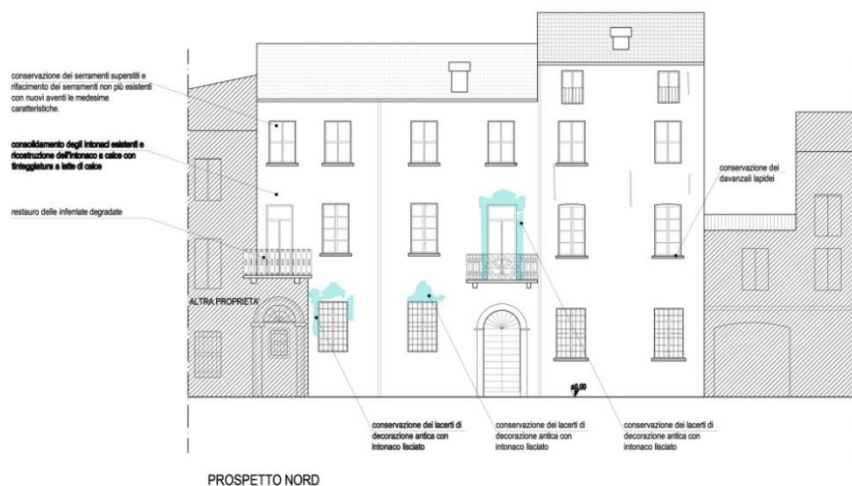 conservazione dei serramenti superstiti e
rifacimento dei serramenti non più esistenti
con nuovi aventi le medesime
caratteristiche.
consolidamento degli intonaci esistenti e
ricostruzione dell'intonaco a calce con
tinteggiatura a latte di calce
restauro delle inferriate degradate
conservazione dei
davanzali lapidei
ALTRA PROPRIETA'
±0.00
conservazione dei lacerti di
decorazione antica con
intonaco lisciato
conservazione dei lacerti di
decorazione antica con
intonaco lisciato
conservazione dei lacerti di
decorazione antica con
intonaco lisciato
PROSPETTO NORD